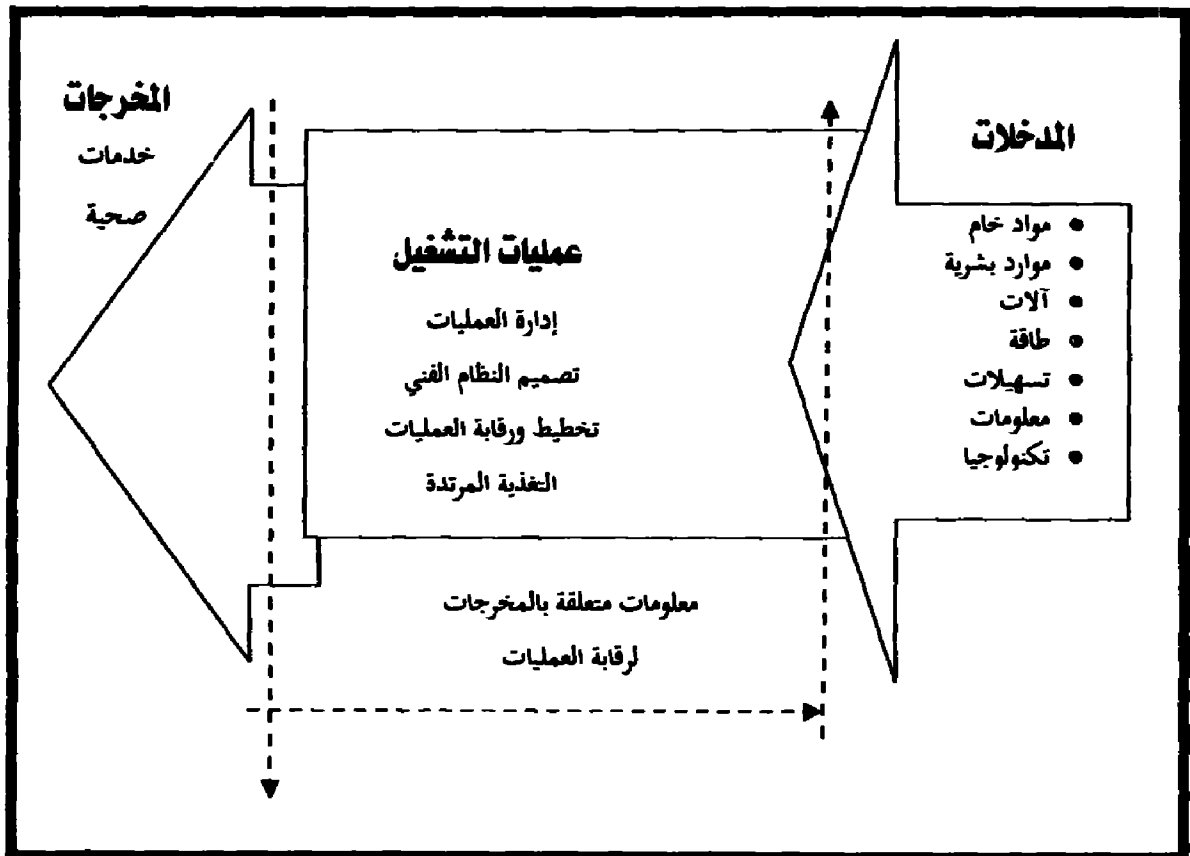 المدخلات
• مواد خام
• موارد بشرية
• آلات
• طاقة
• تسهيلات
• معلومات
• تكنولوجيا
عمليات التشغيل
إدارة العمليات
تصميم النظام الفني
تخطيط ورقابة العمليات
التغذية المرتدة
معلومات متعلقة بالمخرجات
لرقابة العمليات
المخرجات
خدمات
صحية